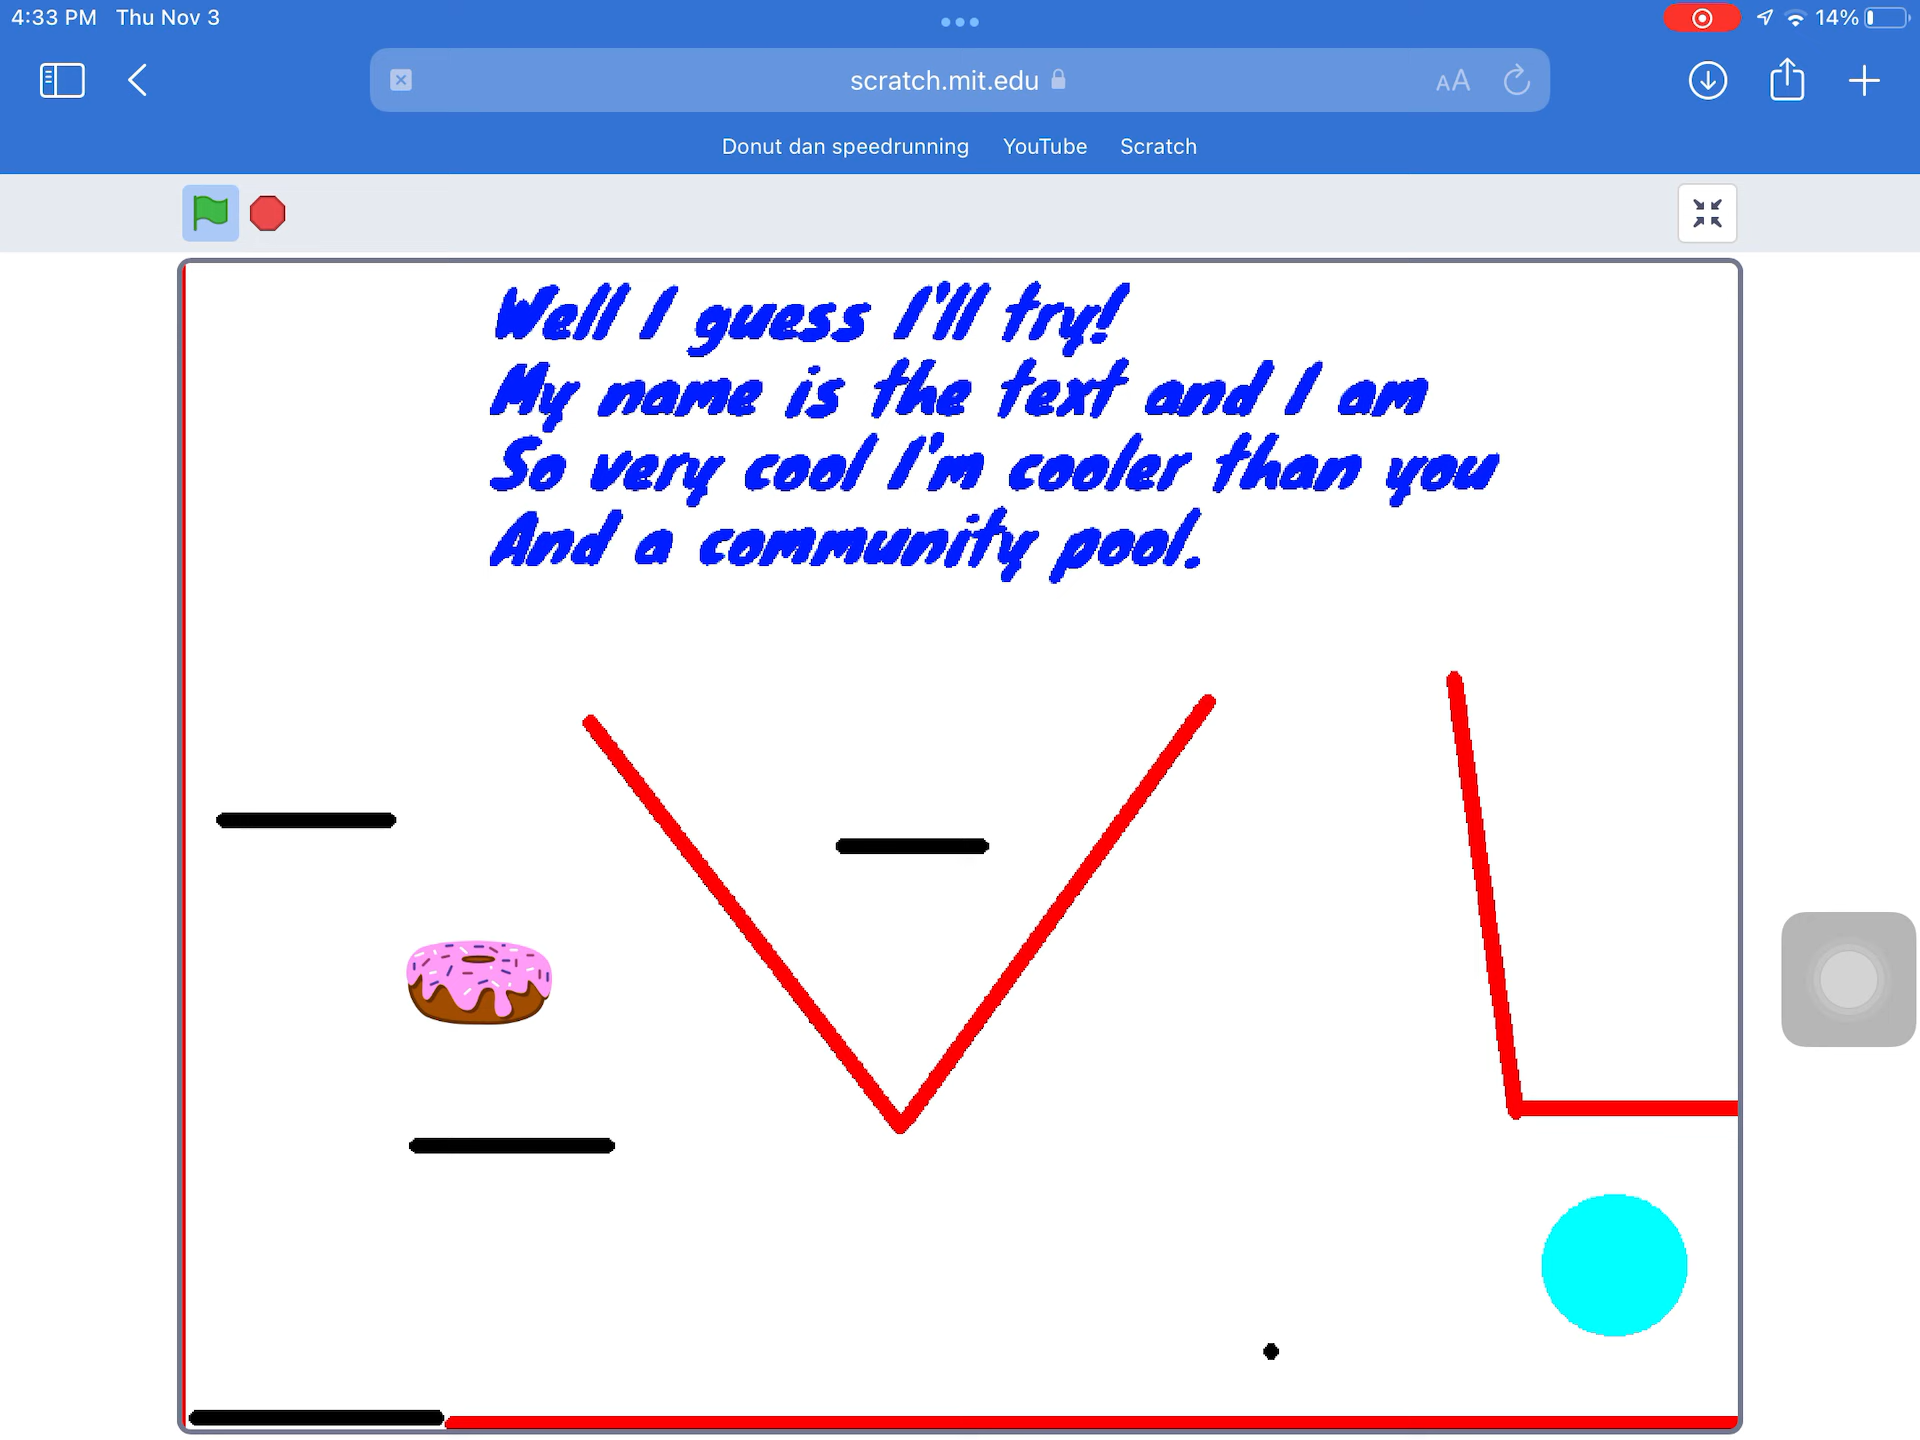 4:33 PM Thu Nov 3
14%
scratch.mit.edu
AA
Donut dan speedrunning YouTube Scratch
Well I guess I'll try!
My name is the text and I am
So very cool I'm cooler than you
And a community pool.